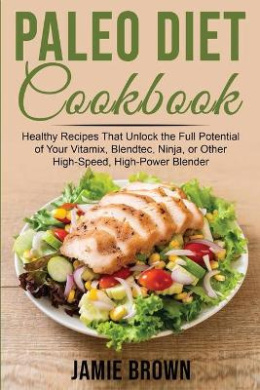 PALEO DIET
Cookbook
Healthy Recipes That Unlock the Full Potential
of Your Vitamix, Blendtec, Ninja, or Other
High-Speed, High-Power Blender
JAMIE BROWN